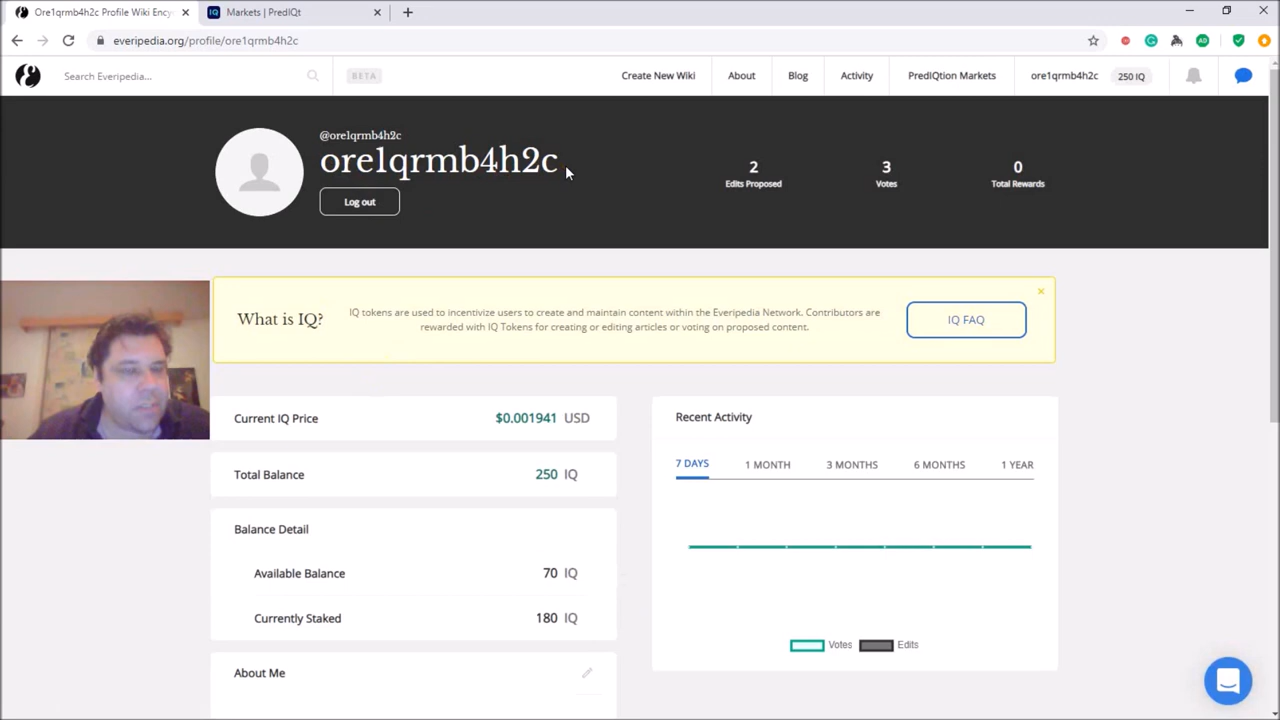 Ore1qrmb4h2c Profile Wiki Ency
Markets | PredIQt
everipedia.org/profile/ore1qrmb4h2c
Search Everipedia...
BETA
Create New Wiki
About
Blog
Activity
PredIQtion Markets
ore1qrmb4h2c
250 IQ
@ore1qrmb4h2c
ore1qrmb4h2c
Log out
2
Edits Proposed
3
Votes
0
Total Rewards
What is IQ?
IQ tokens are used to incentivize users to create and maintain content within the Everipedia Network. Contributors are
rewarded with IQ Tokens for creating or editing articles or voting on proposed content.
IQ FAQ
Current IQ Price
$0.001941 USD
Total Balance
250 IQ
Balance Detail
Available Balance
70 IQ
Currently Staked
180 IQ
About Me
Recent Activity
7 DAYS
1 MONTH
3 MONTHS
6 MONTHS
1 YEAR
Votes
Edits